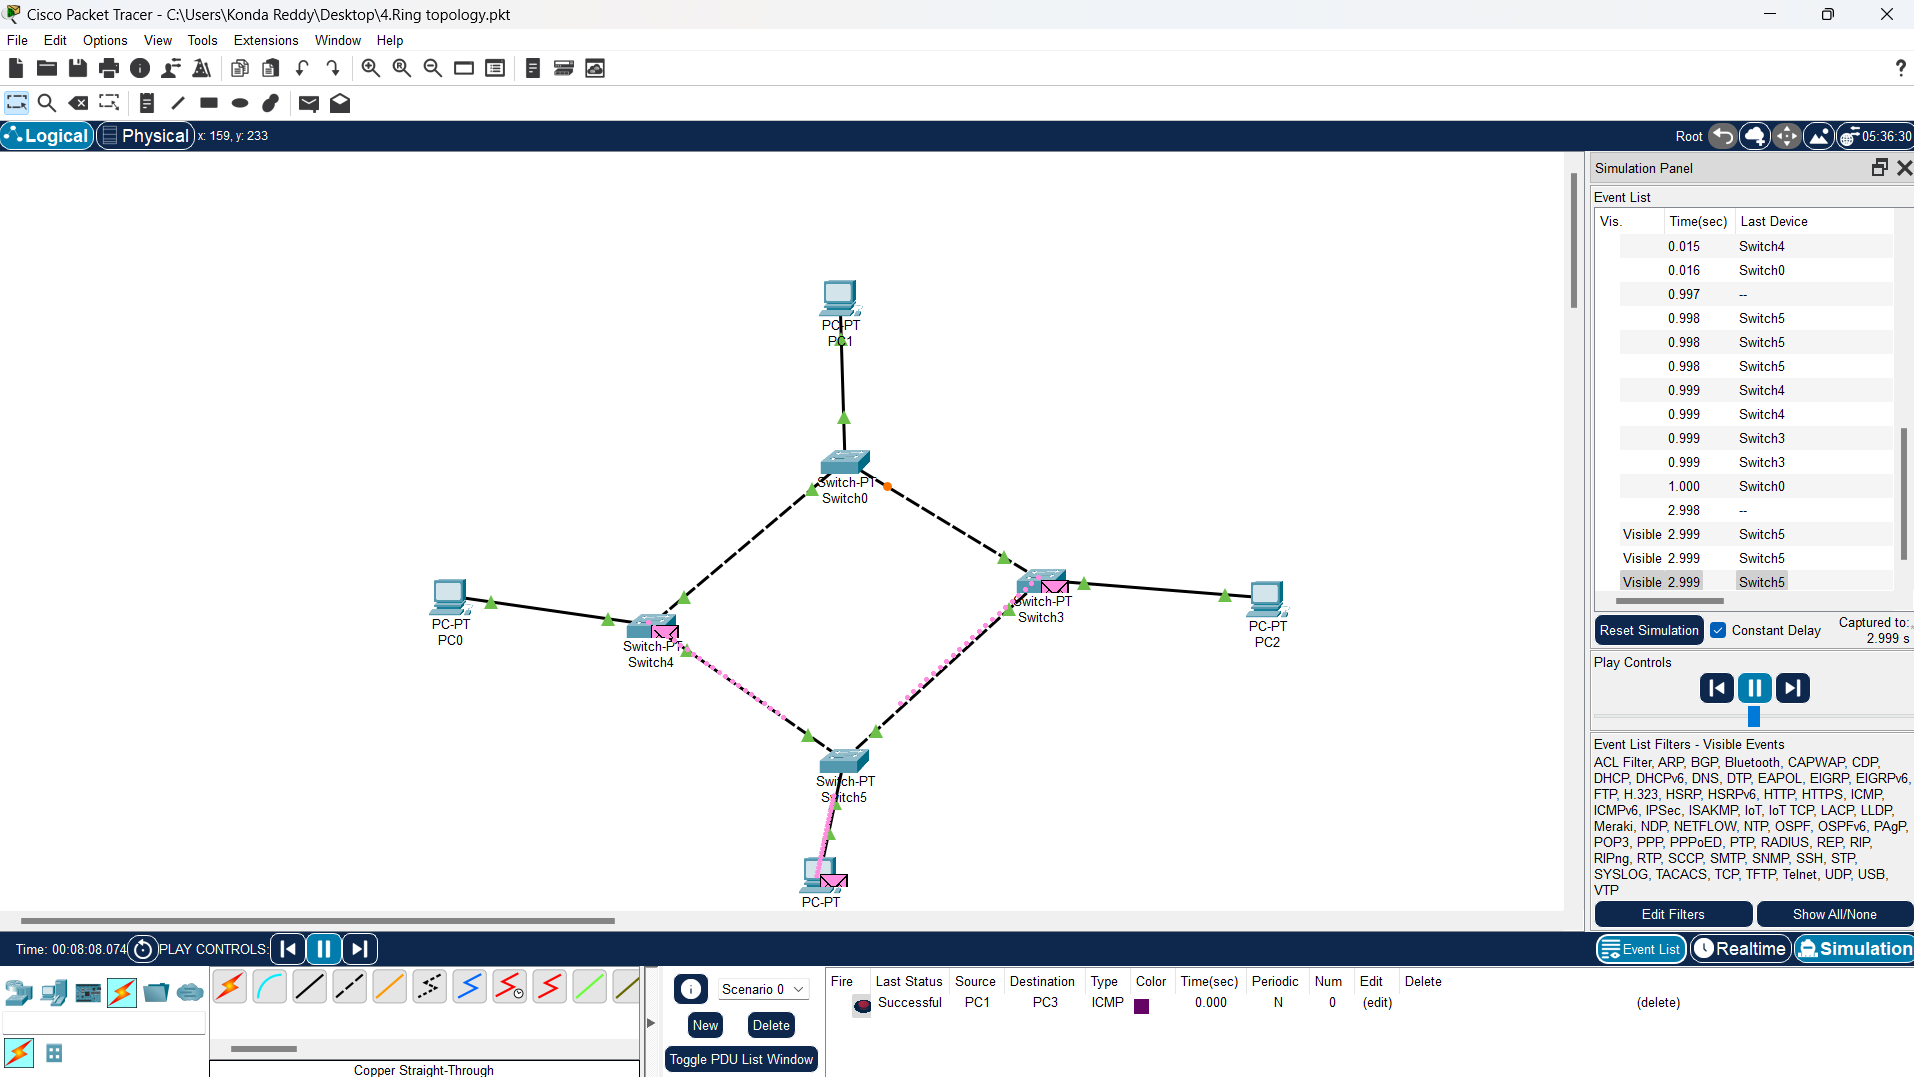 Cisco Packet Tracer - C:\Users\Konda Reddy\Desktop\4.Ring topology.pkt
File Edit Options View Tools Extensions Window Help
?
Logical Physical x: 159, y: 233
Root 05:36:30
PC-PT
PC1
Switch-PT
Switch0
PC-PT
PC0
Switch-PT
Switch4
Switch-PT
Switch3
PC-PT
PC2
Switch-PT
Switch5
PC-PT
Simulation Panel
Event List
Vis. Time(sec) Last Device
0.015 Switch4
0.016 Switch0
0.997 --
0.998 Switch5
0.998 Switch5
0.998 Switch5
0.999 Switch4
0.999 Switch4
0.999 Switch3
0.999 Switch3
1.000 Switch0
2.998 --
Visible 2.999 Switch5
Visible 2.999 Switch5
Visible 2.999 Switch5
Reset Simulation Constant Delay Captured to:
2.999 s
Play Controls
Event List Filters - Visible Events
ACL Filter, ARP, BGP, Bluetooth, CAPWAP, CDP,
DHCP, DHCPv6, DNS, DTP, EAPOL, EIGRP, EIGRPv6,
FTP, H.323, HSRP, HSRPv6, HTTP, HTTPS, ICMP,
ICMPv6, IPSec, ISAKMP, IoT, IoT TCP, LACP, LLDP,
Meraki, NDP, NETFLOW, NTP, OSPF, OSPFv6, PAgP,
POP3, PPP, PPPoED, PTP, RADIUS, REP, RIP,
RIPng, RTP, SCCP, SMTP, SNMP, SSH, STP,
SYSLOG, TACACS, TCP, TFTP, Telnet, UDP, USB,
VTP
Edit Filters Show All/None
Time: 00:08:08.074 PLAY CONTROLS:
Event List Realtime Simulation
Copper Straight-Through
Scenario 0
New Delete
Toggle PDU List Window
Fire Last Status Source Destination Type Color Time(sec) Periodic Num Edit Delete
Successful PC1 PC3 ICMP 0.000 N 0 (edit) (delete)